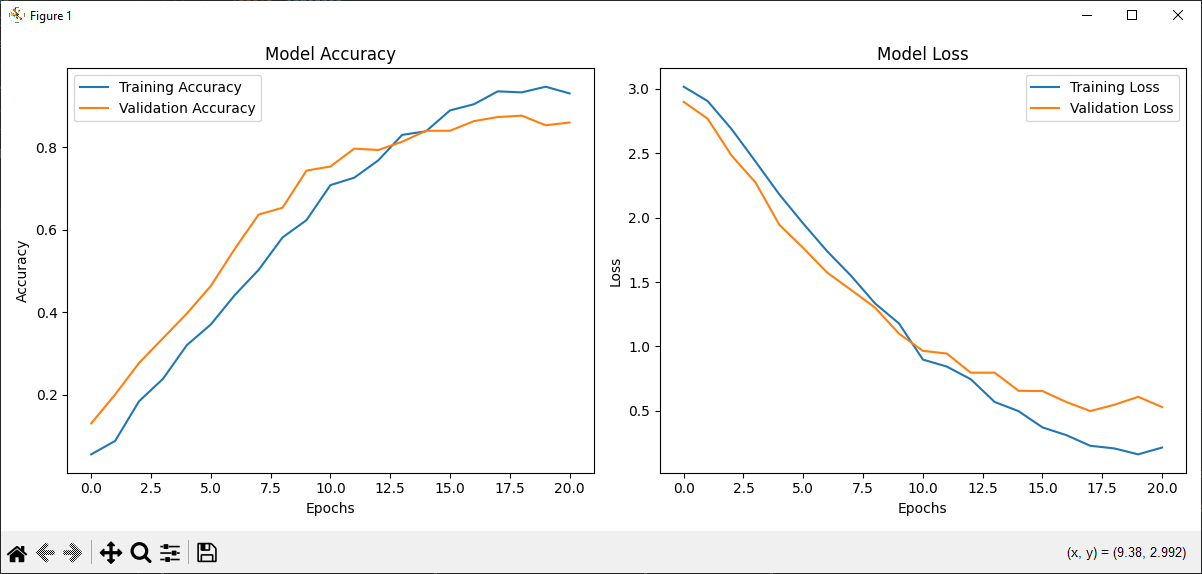 Figure 1
Model Accuracy
Training Accuracy
Validation Accuracy
Accuracy
0.8
0.6
0.4
0.2
0.0 2.5 5.0 7.5 10.0 12.5 15.0 17.5 20.0
Epochs
Model Loss
Training Loss
Validation Loss
Loss
3.0
2.5
2.0
1.5
1.0
0.5
0.0 2.5 5.0 7.5 10.0 12.5 15.0 17.5 20.0
Epochs
(x, y) = (9.38, 2.992)